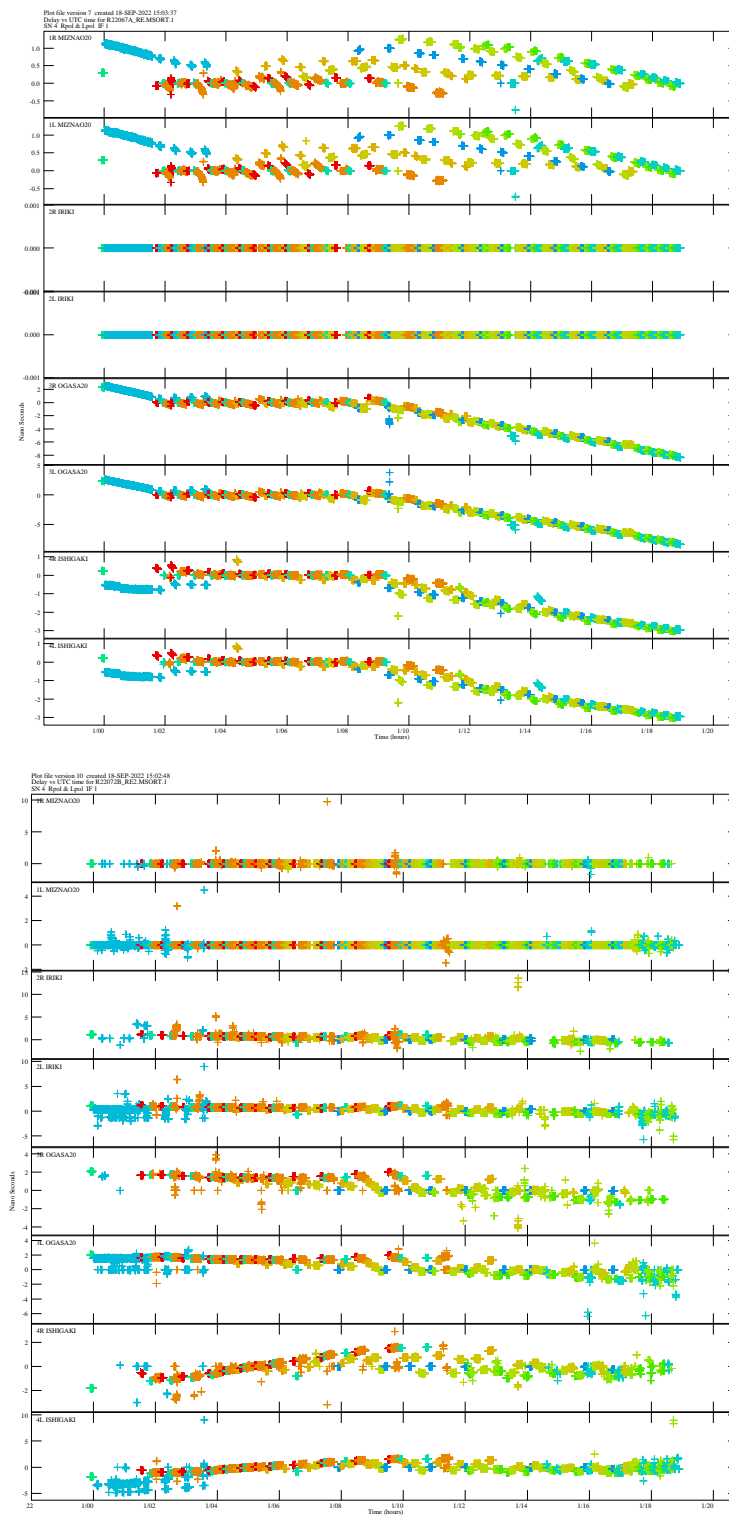 Plot file version 7  created 18-SEP-2022 15:03:37
Delay vs UTC time for R22067A_RE.MSORT.1
SN 4  Rpol & Lpol  IF 1
1R MIZNAO20
1.0
0.5
0.0
-0.5
1L MIZNAO20
1.0
0.5
0.0
-0.5
0.001
2R IRIKI
0.000
-0.001
2L IRIKI
0.000
-0.001
3R OGASA20
2
0
-2
-4
-6
-8
Nano Seconds
5
3L OGASA20
0
-5
1
4R ISHIGAKI
0
-1
-2
-3
1
4L ISHIGAKI
0
-1
-2
-3
1/00 1/02 1/04 1/06 1/08 1/10 1/12 1/14 1/16 1/18 1/20
Time (hours)
Plot file version 10  created 18-SEP-2022 15:02:48
Delay vs UTC time for R22072B_RE2.MSORT.1
SN 4  Rpol & Lpol  IF 1
10
1R MIZNAO20
5
0
1L MIZNAO20
4
2
0
15
2R IRIKI
10
5
0
10
2L IRIKI
5
0
-5
4
3R OGASA20
2
0
-2
-4
Nano Seconds
4
3L OGASA20
2
0
-2
-4
-6
4R ISHIGAKI
2
0
-2
10
4L ISHIGAKI
5
0
-5
22 1/00 1/02 1/04 1/06 1/08 1/10 1/12 1/14 1/16 1/18 1/20
Time (hours)